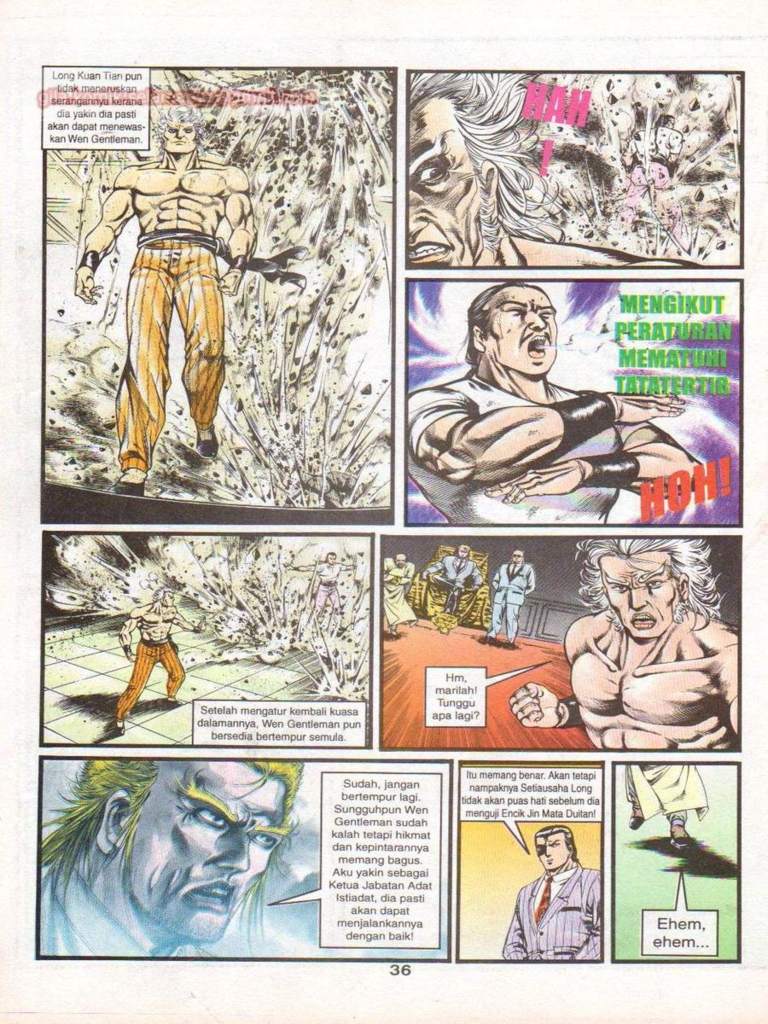 Long Kuan Tian pun
tidak meneruskan
serangannya kerana
dia yakin dia pasti
akan dapat menewas-
kan Wen Gentleman.
HAH
!
MENGIKUT
PERATURAN
MEMATUHI
TATATERTIB
HOH!
Setelah mengatur kembali kuasa
dalamannya, Wen Gentleman pun
bersedia bertempur semula.
Hm,
marilah!
Tunggu
apa lagi?
Sudah, jangan
bertempur lagi.
Sungguhpun Wen
Gentleman sudah
kalah tetapi hikmat
dan kepintarannya
memang bagus.
Aku yakin sebagai
Ketua Jabatan Adat
Istiadat, dia pasti
akan dapat
menjalankannya
dengan baik!
Itu memang benar. Akan tetapi
nampaknya Setiausaha Long
tidak akan puas hati sebelum dia
menguji Encik Jin Mata Duitan!
Ehem,
ehem...
36